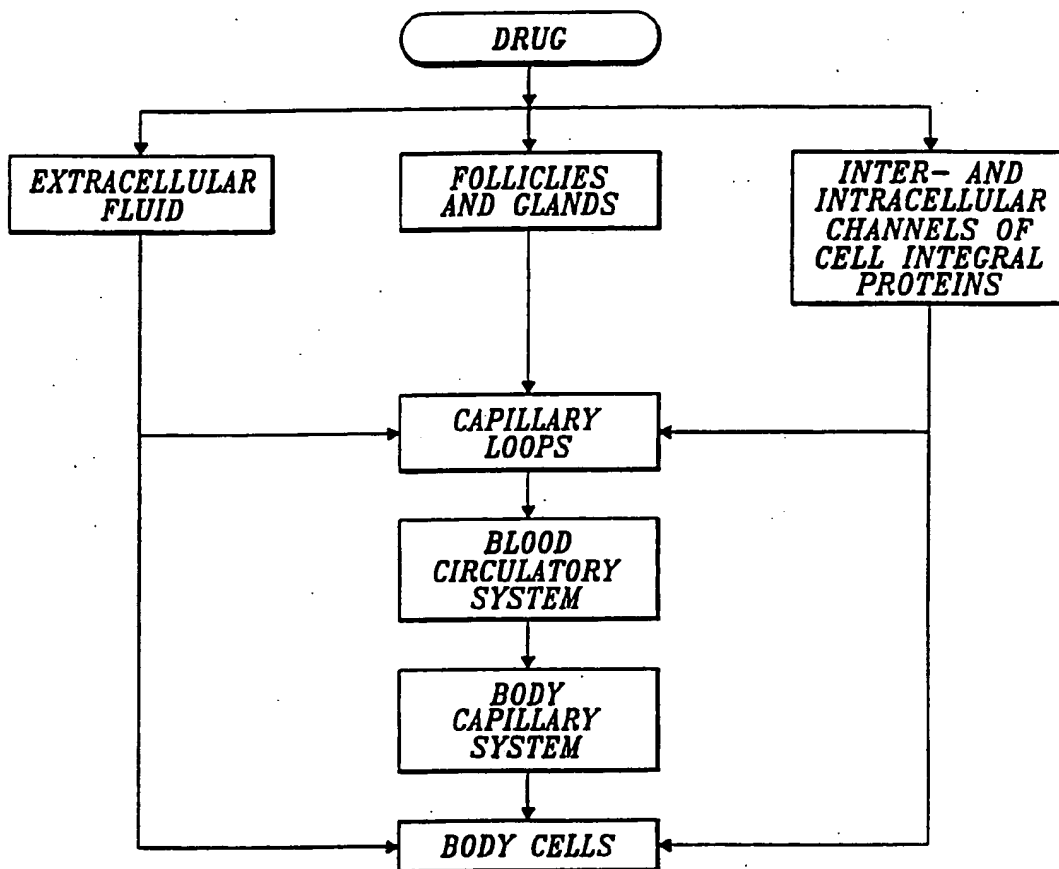 DRUG
EXTRACELLULAR
FLUID
FOLLICLIES
AND GLANDS
INTER- AND
INTRACELLULAR
CHANNELS OF
CELL INTEGRAL
PROTEINS
CAPILLARY
LOOPS
BLOOD
CIRCULATORY
SYSTEM
BODY
CAPILLARY
SYSTEM
BODY CELLS